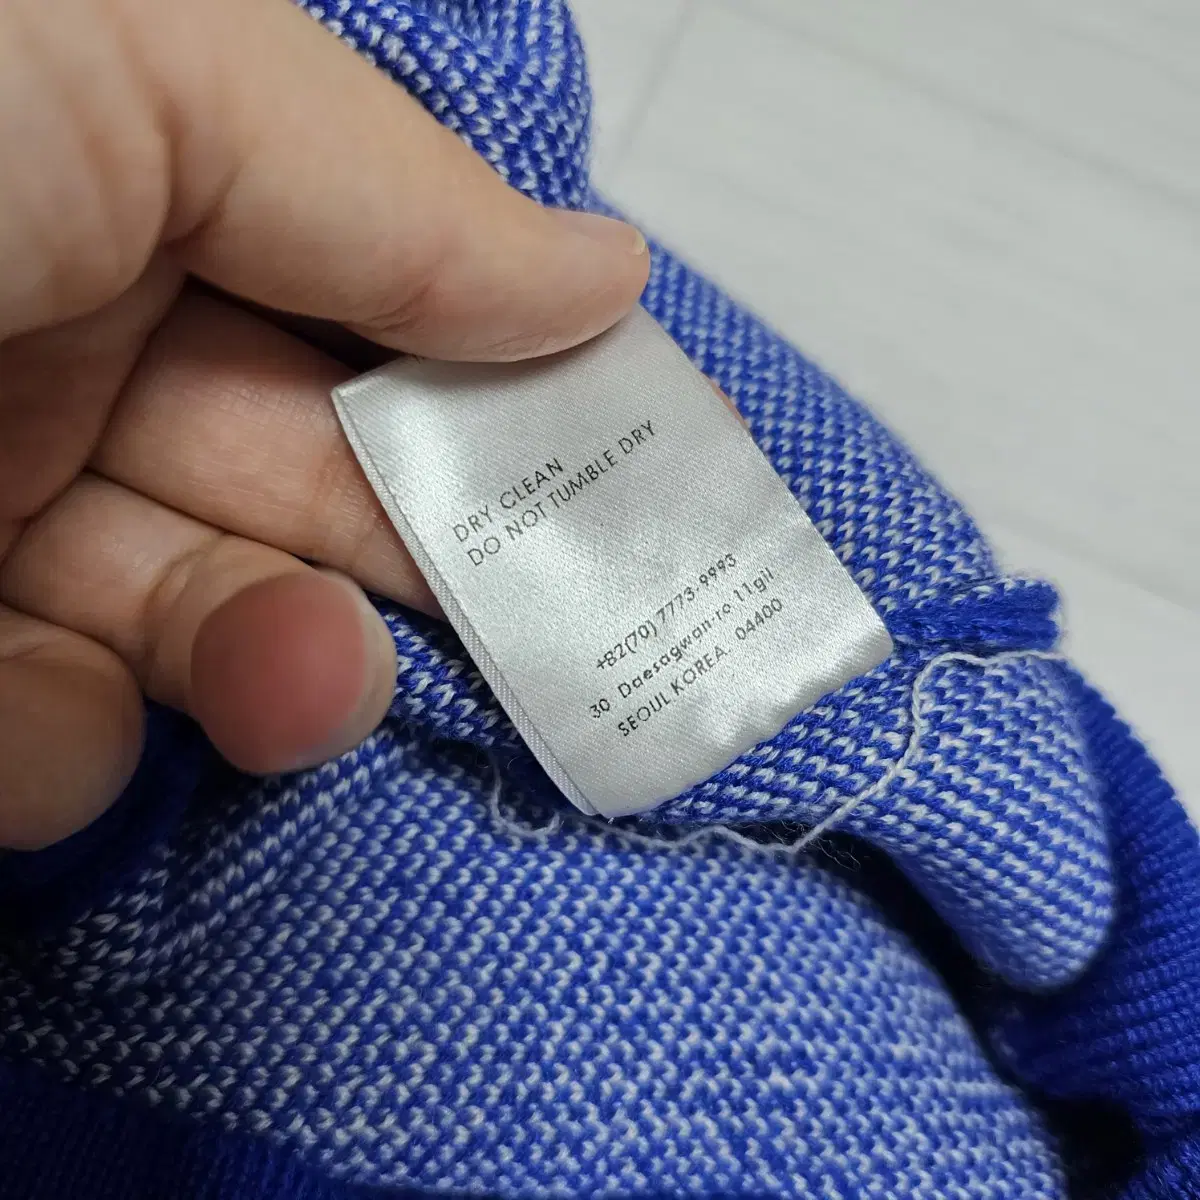 DRY CLEAN
DO NOT TUMBLE DRY
+82(70) 7773-9993
30 Daesagwan-ro 11gil
SEOUL KOREA 04400